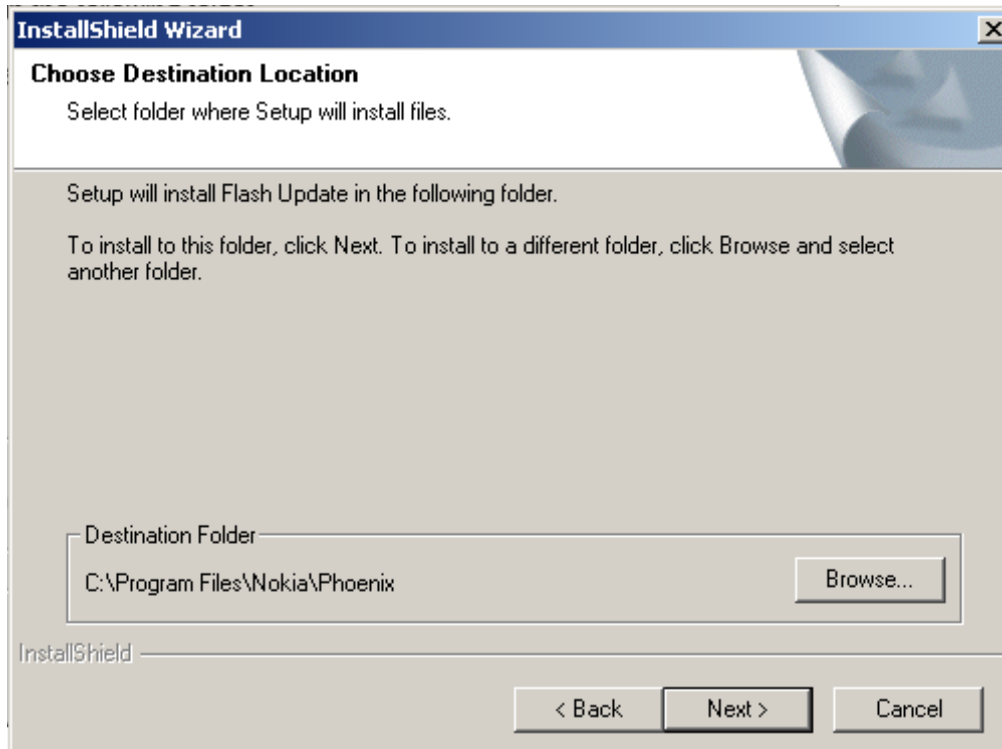 InstallShield Wizard
Choose Destination Location
Select folder where Setup will install files.
Setup will install Flash Update in the following folder.
To install to this folder, click Next. To install to a different folder, click Browse and select
another folder.
Destination Folder
C:\Program Files\Nokia\Phoenix
Browse...
InstallShield
< Back
Next >
Cancel